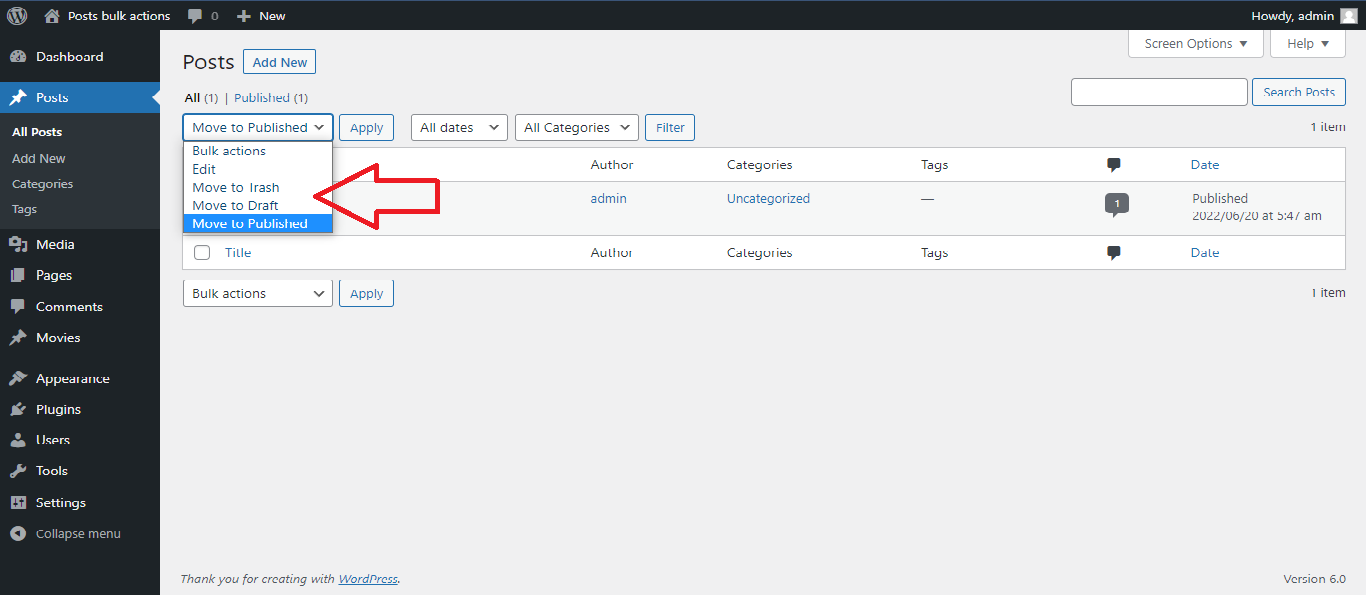 Posts bulk actions 0 New Howdy, admin
Dashboard
Posts
All Posts
Add New
Categories
Tags
Media
Pages
Comments
Movies
Appearance
Plugins
Users
Tools
Settings
Collapse menu
Screen Options Help
Posts Add New
All (1) | Published (1)
Search Posts
Move to Published Apply All dates All Categories Filter 1 item
Bulk actions
Edit
Move to Trash
Move to Draft
Move to Published
Author Categories Tags Date
admin Uncategorized — 1 Published
2022/06/20 at 5:47 am
Title Author Categories Tags Date
Bulk actions Apply 1 item
Thank you for creating with WordPress. Version 6.0